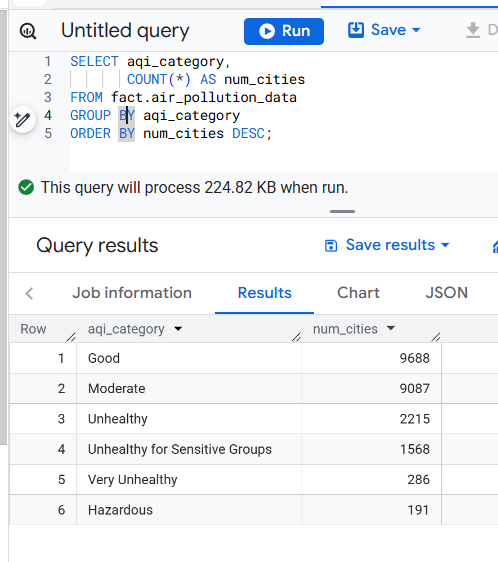 Untitled query
Run
Save
1 SELECT aqi_category,
2 COUNT(*) AS num_cities
3 FROM fact.air_pollution_data
4 GROUP BY aqi_category
5 ORDER BY num_cities DESC;
This query will process 224.82 KB when run.
Query results
Save results
Job information Results Chart JSON
Row aqi_category num_cities
1 Good 9688
2 Moderate 9087
3 Unhealthy 2215
4 Unhealthy for Sensitive Groups 1568
5 Very Unhealthy 286
6 Hazardous 191